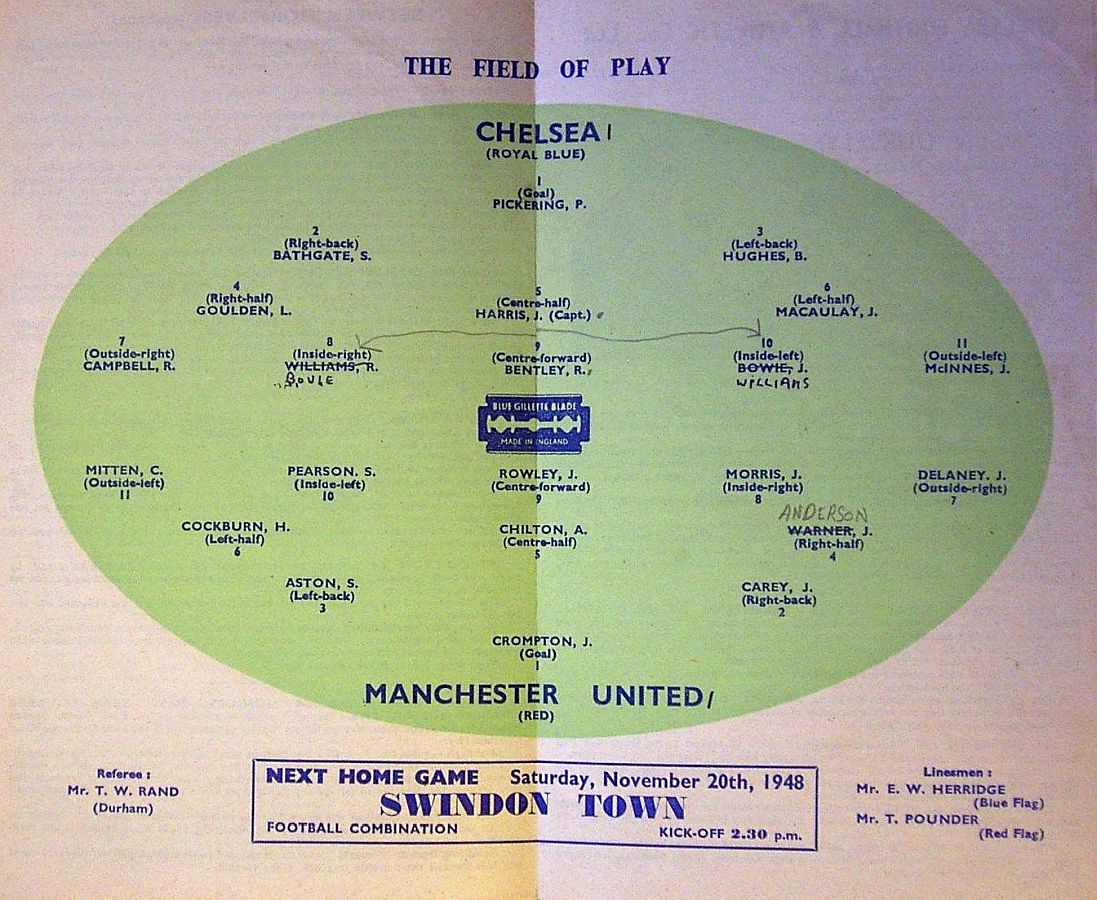 THE FIELD OF PLAY
CHELSEA 1
(ROYAL BLUE)
1
(Goal)
PICKERING, P.
2
(Right-back)
BATHGATE, S.
3
(Left-back)
HUGHES, B.
4
(Right-half)
GOULDEN, L.
5
(Centre-half)
HARRIS, J. (Capt.)
6
(Left-half)
MACAULAY, J.
7
(Outside-right)
CAMPBELL, R.
8
(Inside-right)
WILLIAMS, R.
BOWIE
9
(Centre-forward)
BENTLEY, R.
10
(Inside-left)
BOWIE, J.
WILLIAMS
11
(Outside-left)
McINNES, J.
BLUE GILLETTE BLADE
MADE IN ENGLAND
MITTEN, C.
(Outside-left)
11
PEARSON. S.
(Inside-left)
10
ROWLEY, J.
(Centre-forward)
9
MORRIS, J.
(Inside-right)
8
DELANEY. J.
(Outside-right)
7
COCKBURN, H.
(Left-half)
6
CHILTON, A.
(Centre-half)
5
ANDERSON
WARNER, J.
(Right-half)
4
ASTON, S.
(Left-back)
3
CAREY, J.
(Right-back)
2
CROMPTON, J.
(Goal)
1
MANCHESTER UNITED 1
(RED)
Referee :
Mr. T. W. RAND
(Durham)
NEXT HOME GAME Saturday, November 20th, 1948
SWINDON TOWN
FOOTBALL COMBINATION KICK-OFF 2.30 p.m.
Linesmen :
Mr. E. W. HERRIDGE
(Blue Flag)
Mr. T. POUNDER
(Red Flag)